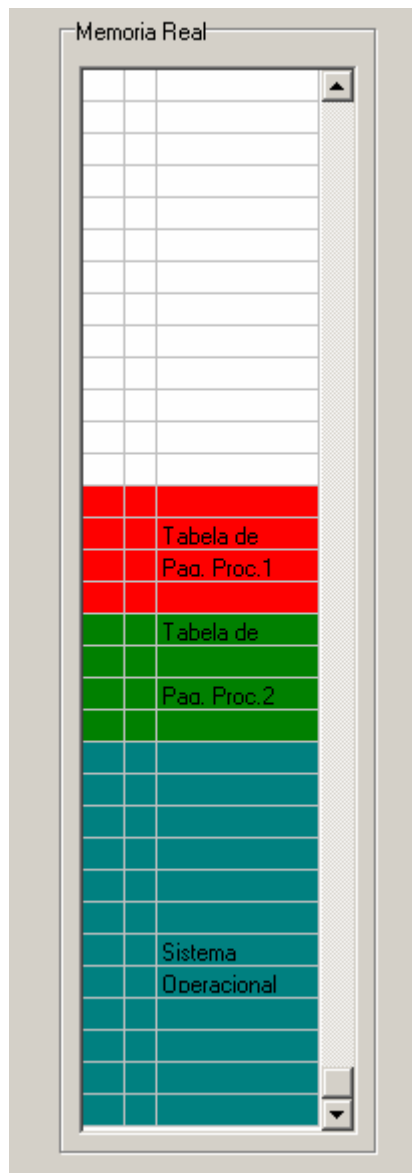 Memoria Real
Tabela de
Pag. Proc.1
Tabela de
Pag. Proc.2
Sistema
Operacional